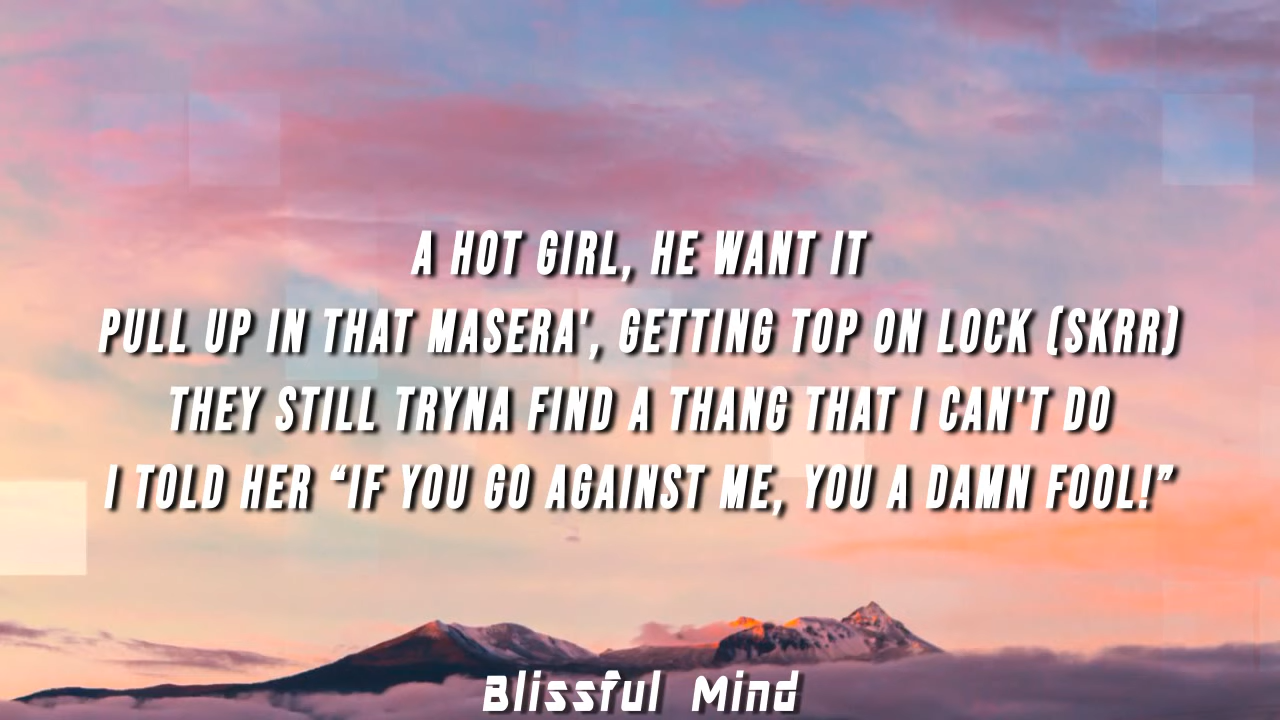 A HOT GIRL, HE WANT IT
PULL UP IN THAT MASERA', GETTING TOP ON LOCK (SKRR)
THEY STILL TRYNA FIND A THANG THAT I CAN'T DO
I TOLD HER “IF YOU GO AGAINST ME, YOU A DAMN FOOL!”
Blissful Mind